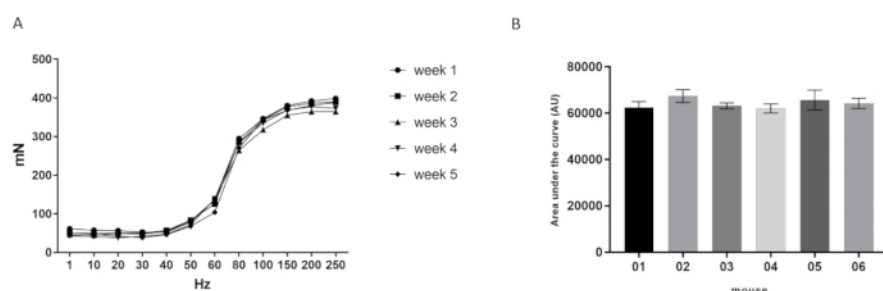 A
500
400
300
200
100
0
mN
1 10 20 30 40 50 60 80 100 150 200 250
Hz
week 1
week 2
week 3
week 4
week 5
B
80000
60000
40000
20000
0
Area under the curve (AU)
01 02 03 04 05 06
mouse